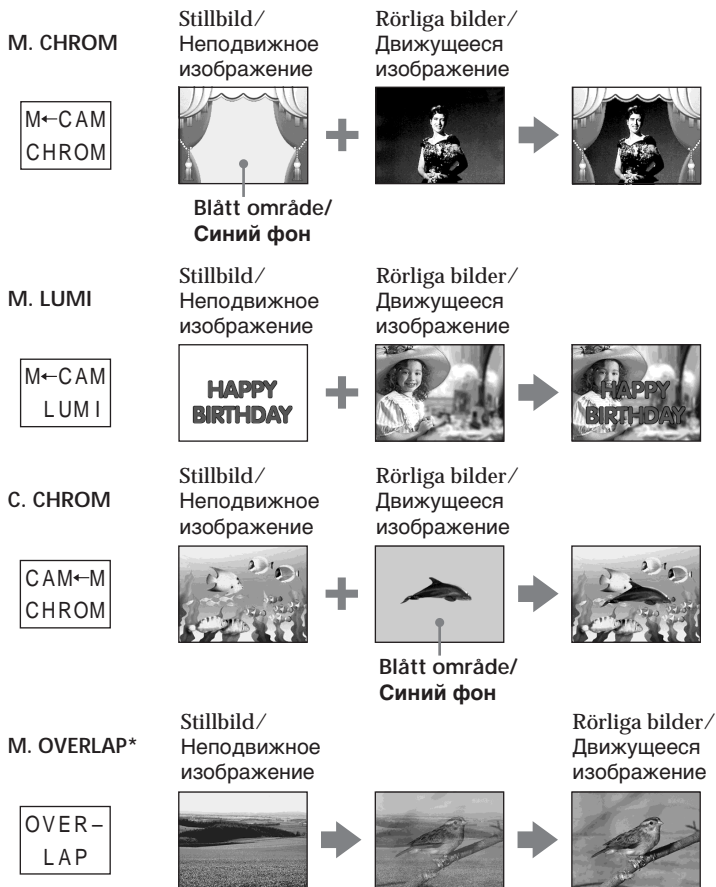 M. CHROM
Stillbild/
Неподвижное
изображение
Rörliga bilder/
Движущееся
изображение
M←CAM
CHROM
Blått område/
Синий фон
M. LUMI
Stillbild/
Неподвижное
изображение
Rörliga bilder/
Движущееся
изображение
M←CAM
LUMI
HAPPY
BIRTHDAY
HAPPY
BIRTHDAY
C. CHROM
Stillbild/
Неподвижное
изображение
Rörliga bilder/
Движущееся
изображение
CAM←M
CHROM
Blått område/
Синий фон
M. OVERLAP*
Stillbild/
Неподвижное
изображение
Rörliga bilder/
Движущееся
изображение
OVER–
LAP